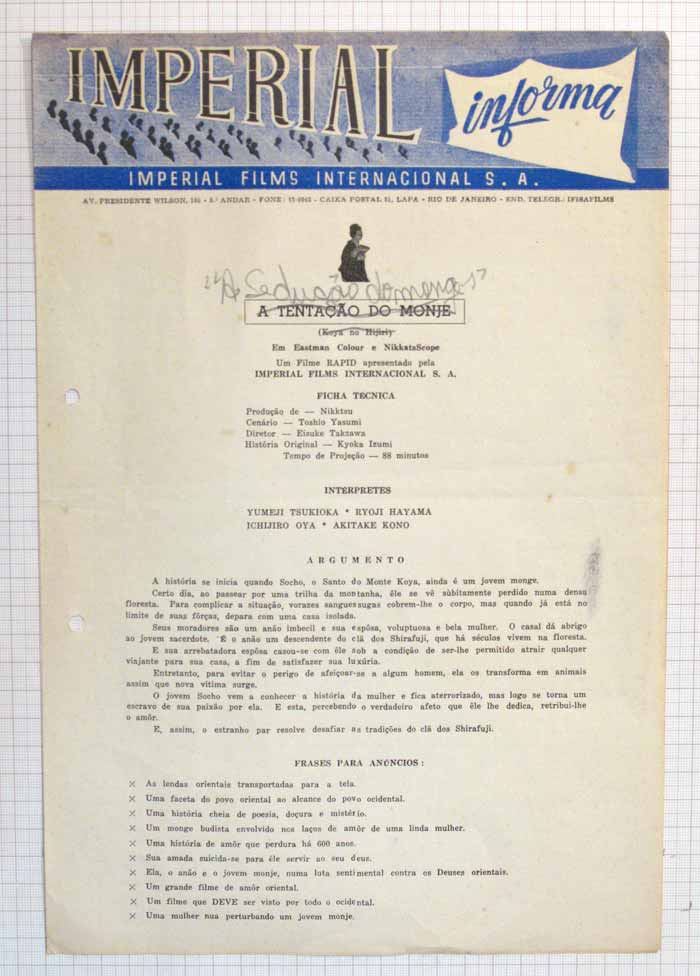 IMPERIAL
informa
IMPERIAL FILMS INTERNACIONAL S. A.
AV. PRESIDENTE WILSON, 165 - 5.º ANDAR - FONE: - CAIXA POSTAL 15, LAPA - RIO DE JANEIRO - END. TELEGR.: IFISAFILMS
"A Sedução do monge"
A TENTAÇÃO DO MONJE
(Koya no Hijiri)
Em Eastman Colour e NikkatsScope
Um Filme RAPID apresentado pela
IMPERIAL FILMS INTERNACIONAL S. A.
FICHA TÉCNICA
Produção de — Nikktsu
Cenário — Toshio Yasumi
Diretor — Eisuke Takzawa
História Original — Kyoka Izumi
Tempo de Projeção — 88 minutos
INTERPRETES
YUMEJI TSUKIOKA * RYOJI HAYAMA
ICHIJIRO OYA * AKITAKE KONO
ARGUMENTO
A história se inicia quando Socho, o Santo do Monte Koya, ainda é um jovem monge.
Certo dia, ao passear por uma trilha da montanha, êle se vê sùbitamente perdido numa densa
floresta. Para complicar a situação, vorazes sanguessugas cobrem-lhe o corpo, mas quando já está no
limite de suas fôrças, depara com uma casa isolada.
Seus moradores são um anão imbecil e sua espôsa, voluptuosa e bela mulher. O casal dá abrigo
ao jovem sacerdote. É o anão um descendente do clã dos Shirafuji, que há séculos vivem na floresta.
E sua arrebatadora espôsa casou-se com êle sob a condição de ser-lhe permitido atrair qualquer
viajante para sua casa, a fim de satisfazer sua luxúria.
Entretanto, para evitar o perigo de afeiçoar-se a algum homem, ela os transforma em animais
assim que nova vítima surge.
O jovem Socho vem a conhecer a história da mulher e fica aterrorizado, mas logo se torna um
escravo de sua paixão por ela. E esta, percebendo o verdadeiro afeto que êle lhe dedica, retribui-lhe
o amôr.
E, assim, o estranho par resolve desafiar as tradições do clã dos Shirafuji.
FRASES PARA ANÚNCIOS:
× As lendas orientais transportadas para a tela.
× Uma faceta do povo oriental ao alcance do povo ocidental.
× Uma história cheia de poezia, doçura e mistério.
× Um monge budista envolvido nos laços de amôr de uma linda mulher.
× Uma história de amôr que perdura há 600 anos.
× Sua amada suicida-se para êle servir ao seu deus.
× Ela, o anão e o jovem monje, numa luta sentimental contra os Deuses orientais.
× Um grande filme de amôr oriental.
× Um filme que DEVE ser visto por todo o ocidental.
× Uma mulher nua perturbando um jovem monje.